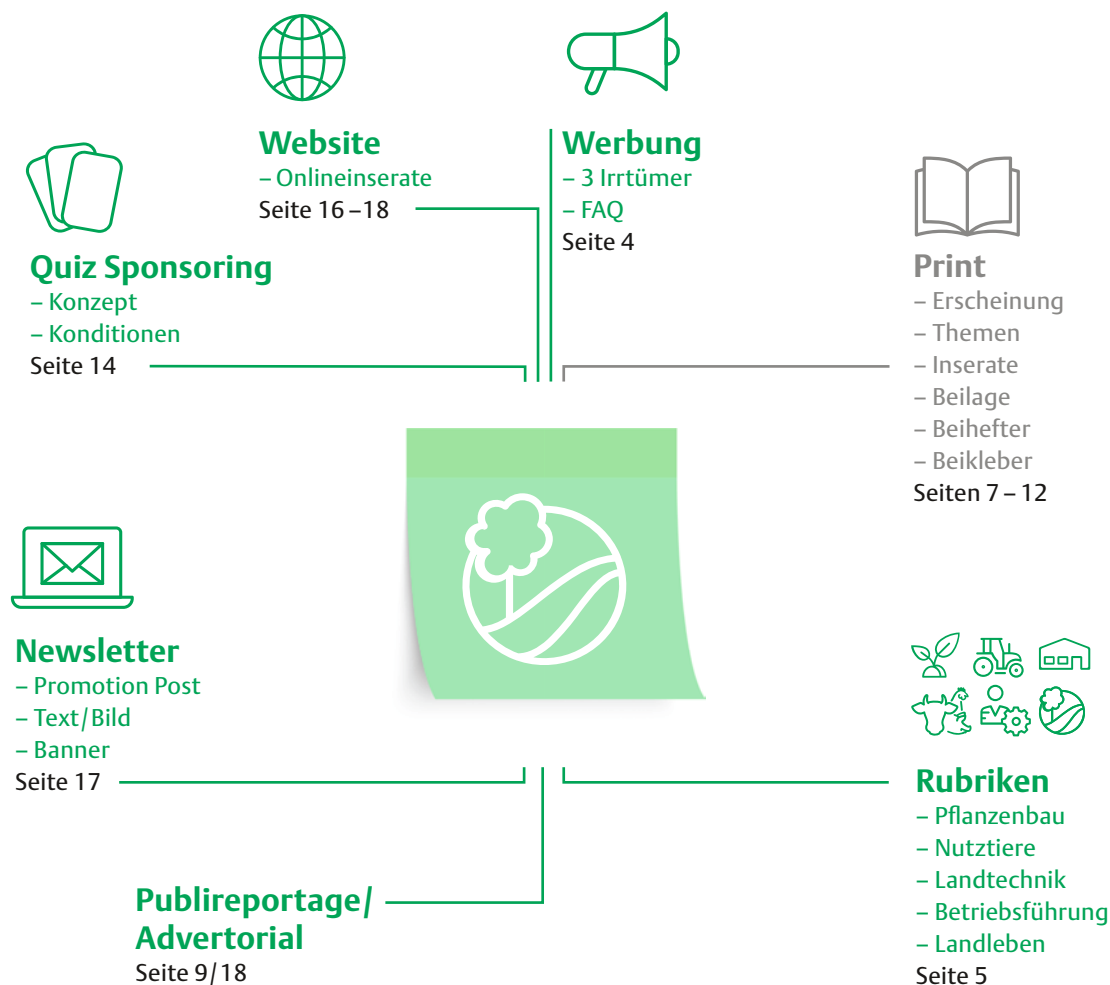 Website
– Onlineinserate
Seite 16 – 18
Werbung
– 3 Irrtümer
– FAQ
Seite 4
Quiz Sponsoring
– Konzept
– Konditionen
Seite 14
Print
– Erscheinung
– Themen
– Inserate
– Beilage
– Beihefter
– Beikleber
Seiten 7 – 12
Newsletter
– Promotion Post
– Text/Bild
– Banner
Seite 17
Rubriken
– Pflanzenbau
– Nutztiere
– Landtechnik
– Betriebsführung
– Landleben
Seite 5
Publireportage/
Advertorial
Seite 9/18